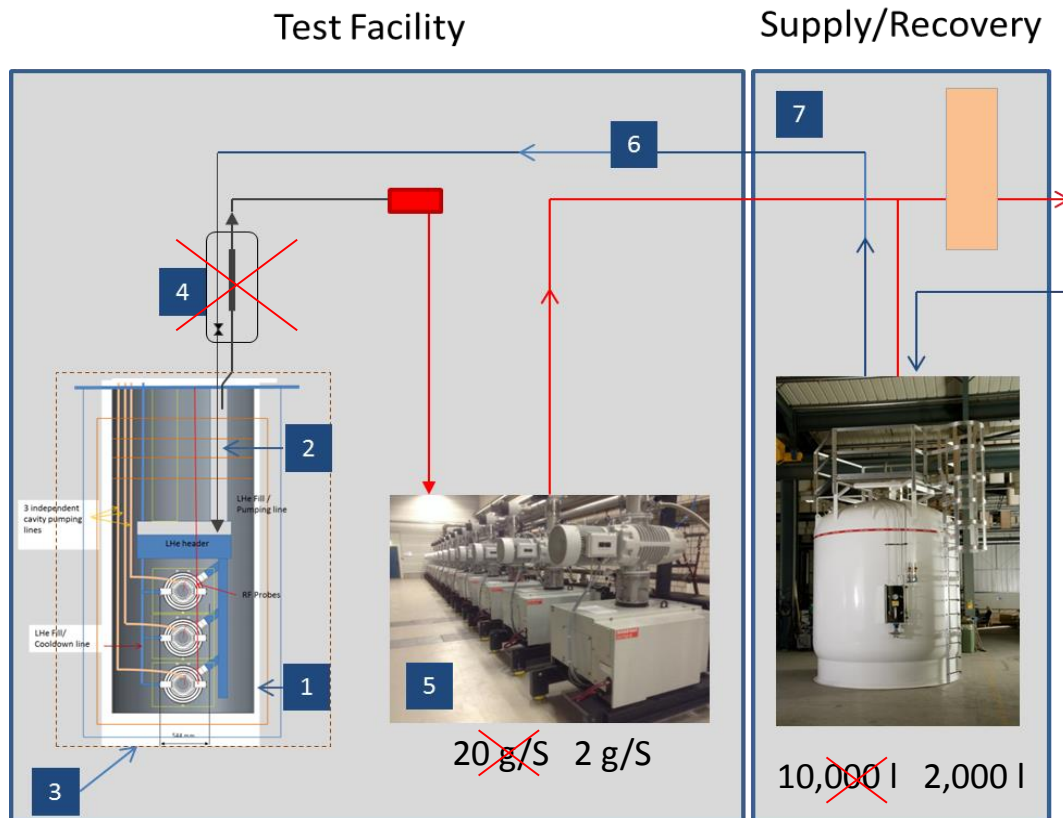 Test Facility
Supply/Recovery
7
6
4
2
3 independent
cavity pumping
lines
LHe Fill /
Pumping line
LHe header
RF Probes
LHe Fill/
Cooldown line
1
5
3
20 g/S 2 g/S
10,000 l 2,000 l